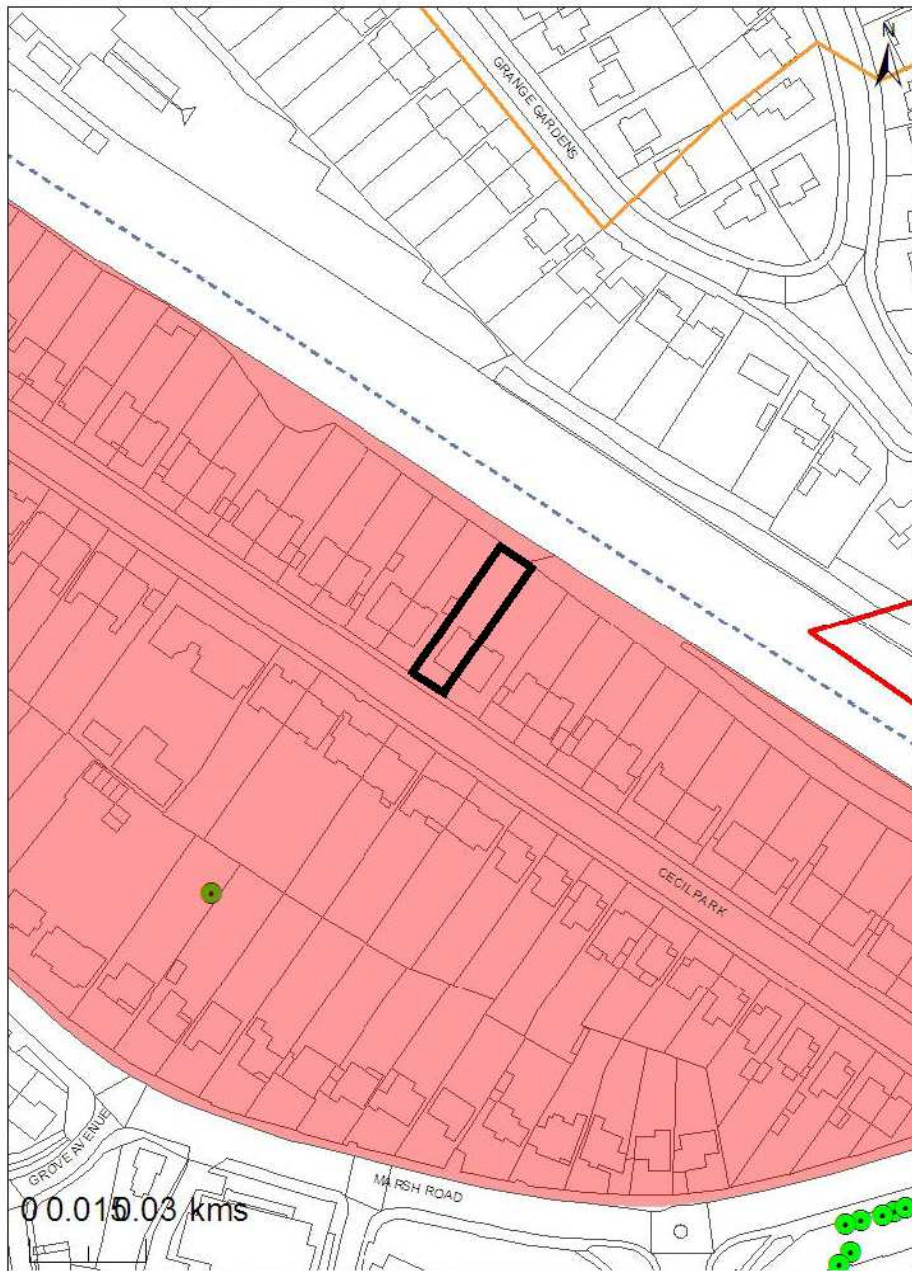 N
GRANGE GARDENS
CECIL PARK
GROVE AVENUE
MARSH ROAD
0 0.015 0.03 kms